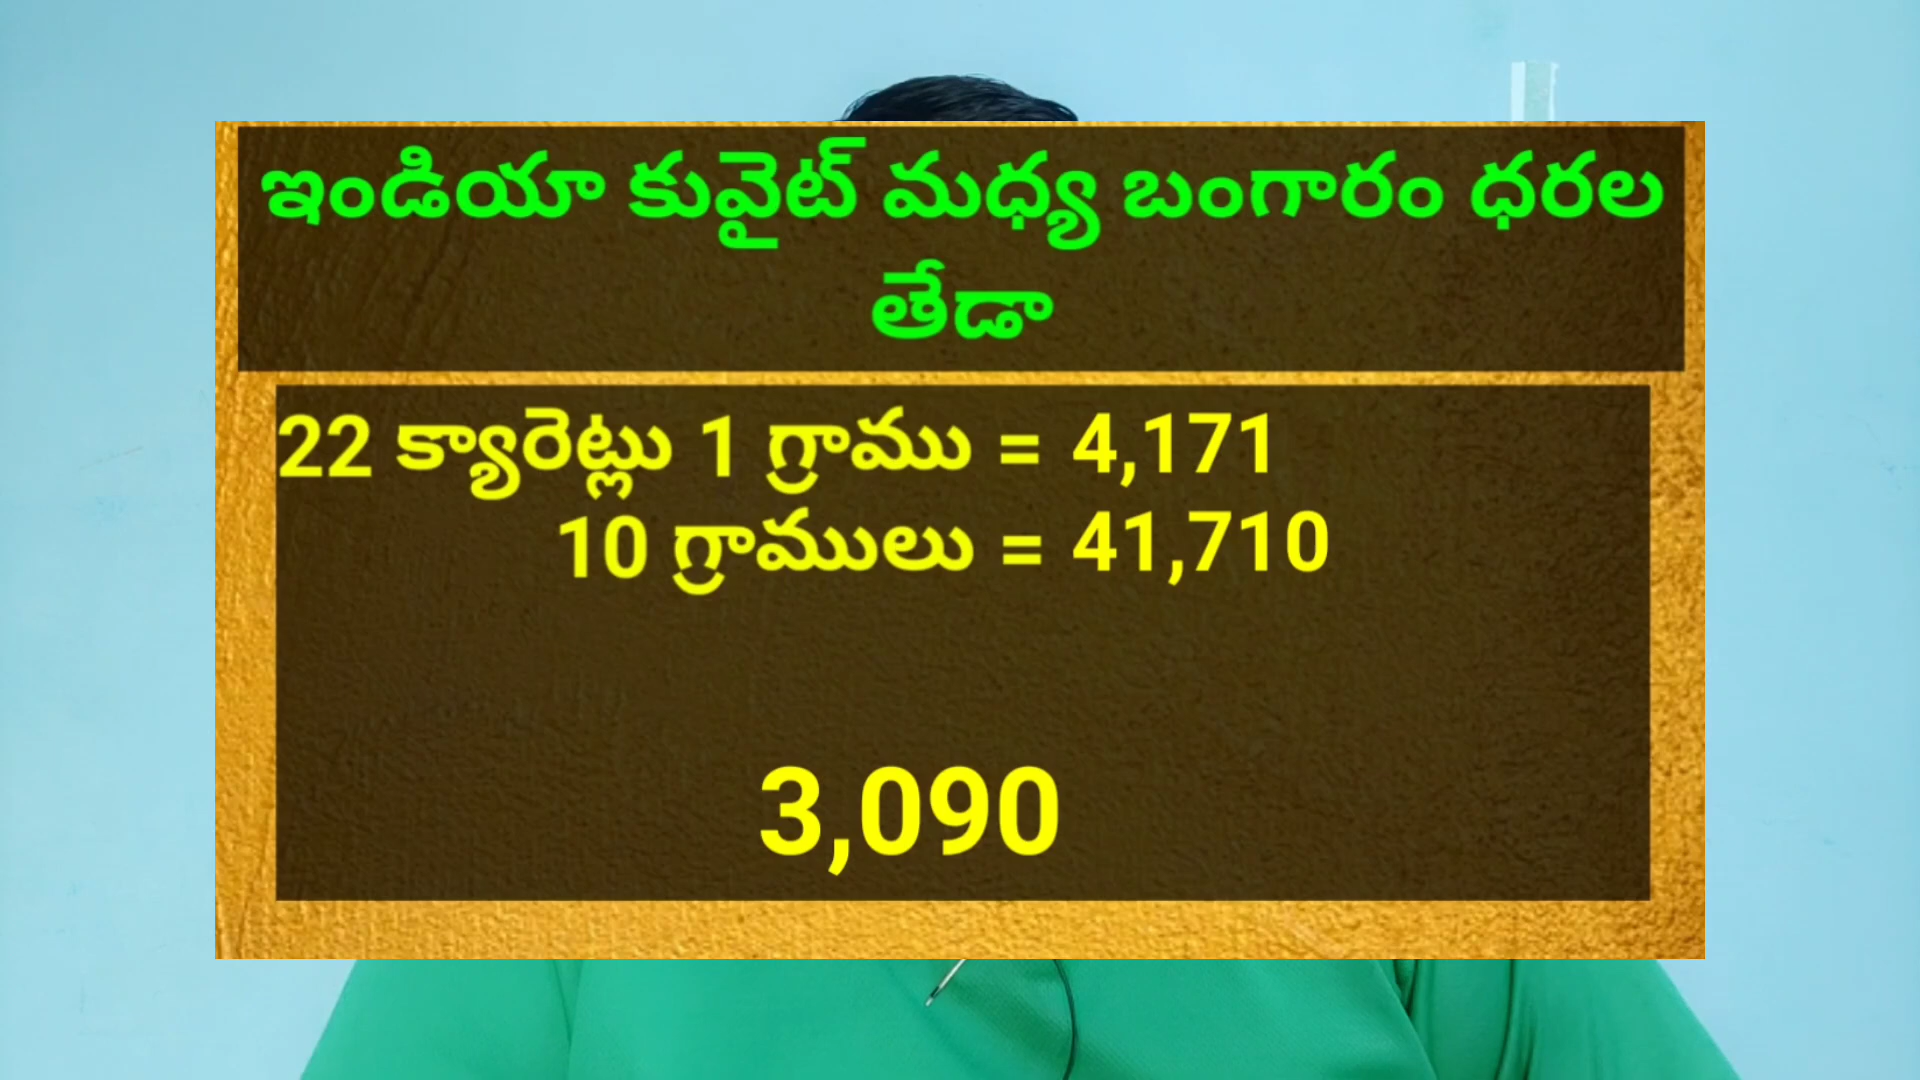 ఇండియా కువైట్ మధ్య బంగారం ధరల
తేడా
22 క్యారెట్లు 1 గ్రాము = 4,171
10 గ్రాములు = 41,710
3,090